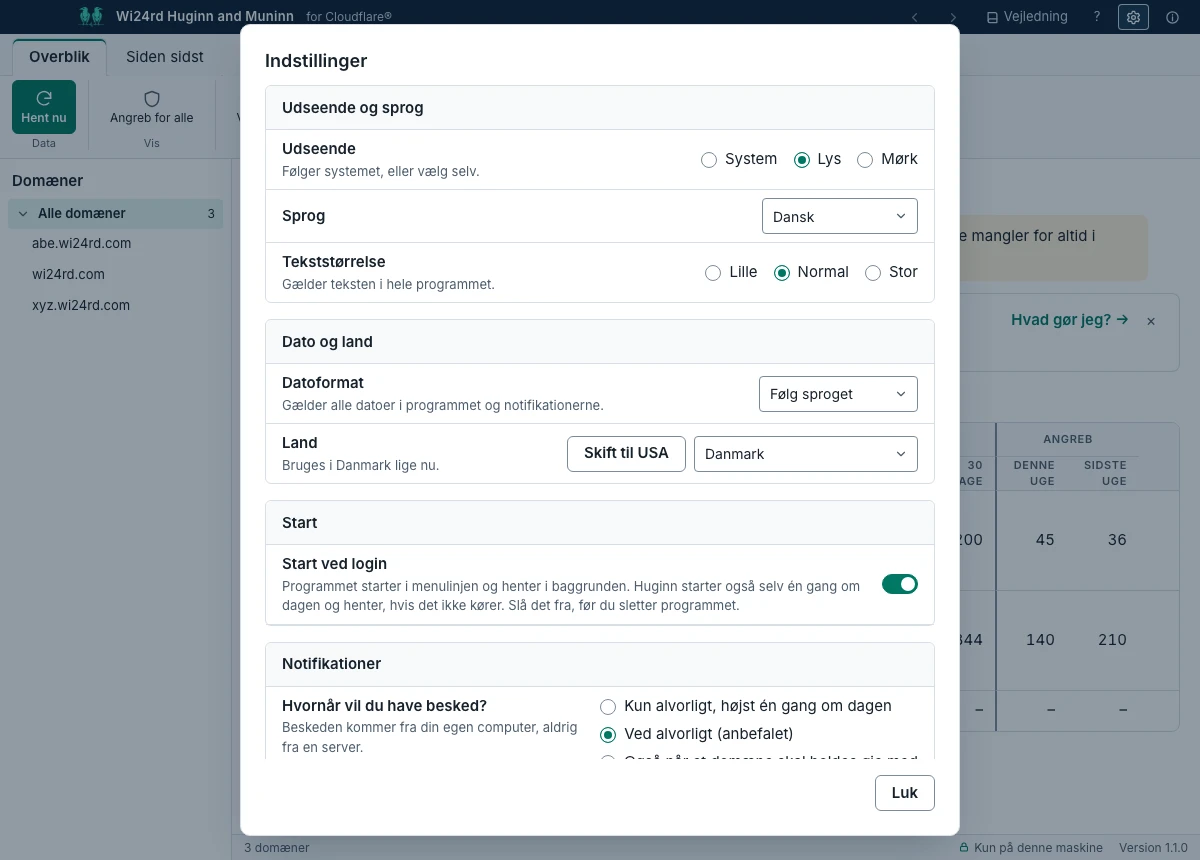 Wi24rd Huginn and Muninn for Cloudflare®
Vejledning ?
Overblik Siden sidst
Hent nu
Angreb for alle
Data
Vis
Domæner
Alle domæner 3
abe.wi24rd.com
wi24rd.com
xyz.wi24rd.com
Indstillinger
Udseende og sprog
Udseende
Følger systemet, eller vælg selv.
System Lys Mørk
Sprog
Dansk
Tekststørrelse
Gælder teksten i hele programmet.
Lille Normal Stor
Dato og land
Datoformat
Gælder alle datoer i programmet og notifikationerne.
Følg sproget
Land
Bruges i Danmark lige nu.
Skift til USA
Danmark
Start
Start ved login
Programmet starter i menulinjen og henter i baggrunden. Huginn starter også selv én gang om
dagen og henter, hvis det ikke kører. Slå det fra, før du sletter programmet.
Notifikationer
Hvornår vil du have besked?
Beskeden kommer fra din egen computer, aldrig
fra en server.
Kun alvorligt, højst én gang om dagen
Ved alvorligt (anbefalet)
Luk
mangler for altid i
Hvad gør jeg? →
ANGREB
30
DENNE
UGE
SIDSTE
UGE
45 36
140 210
– – –
3 domæner
Kun på denne maskine Version 1.1.0